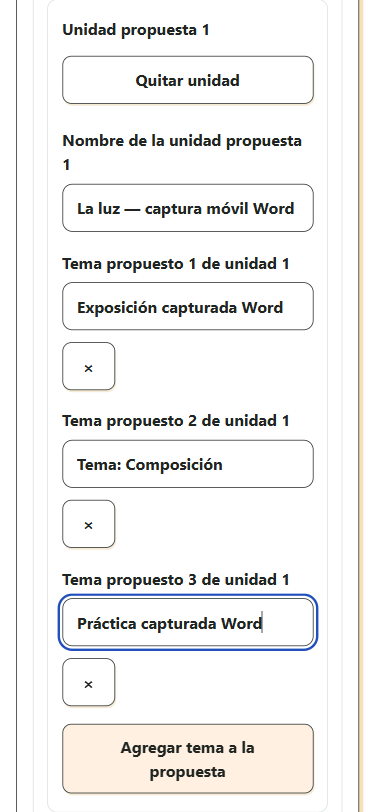 Unidad propuesta 1
Quitar unidad
Nombre de la unidad propuesta
1
La luz — captura móvil Word
Tema propuesto 1 de unidad 1
Exposición capturada Word
×
Tema propuesto 2 de unidad 1
Tema: Composición
×
Tema propuesto 3 de unidad 1
Práctica capturada Word
×
Agregar tema a la
propuesta